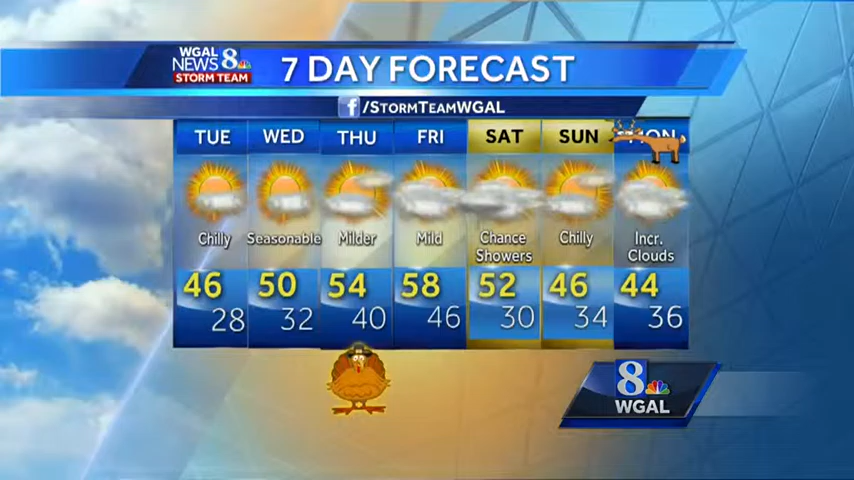 WGAL
NEWS 8
STORM TEAM
7 DAY FORECAST
f /STORMTEAMWGAL
TUE WED THU FRI SAT SUN MON
Chilly Seasonable Milder Mild Chance Showers Chilly Incr. Clouds
46 50 54 58 52 46 44
28 32 40 46 30 34 36
8
WGAL